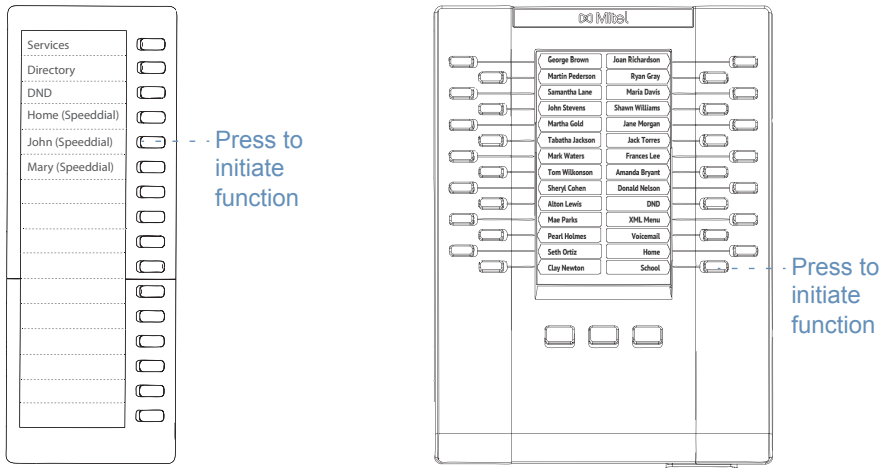 Services
Directory
DND
Home (Speeddial)
John (Speeddial)
Mary (Speeddial)
Press to
initiate
function
Mitel
George Brown Joan Richardson
Martin Pederson Ryan Gray
Samantha Lane Maria Davis
John Stevens Shawn Williams
Martha Gold Jane Morgan
Tabatha Jackson Jack Torres
Mark Waters Frances Lee
Tom Wilkonson Amanda Bryant
Sheryl Cohen Donald Nelson
Alton Lewis DND
Mae Parks XML Menu
Pearl Holmes Voicemail
Seth Ortiz Home
Clay Newton School
Press to
initiate
function